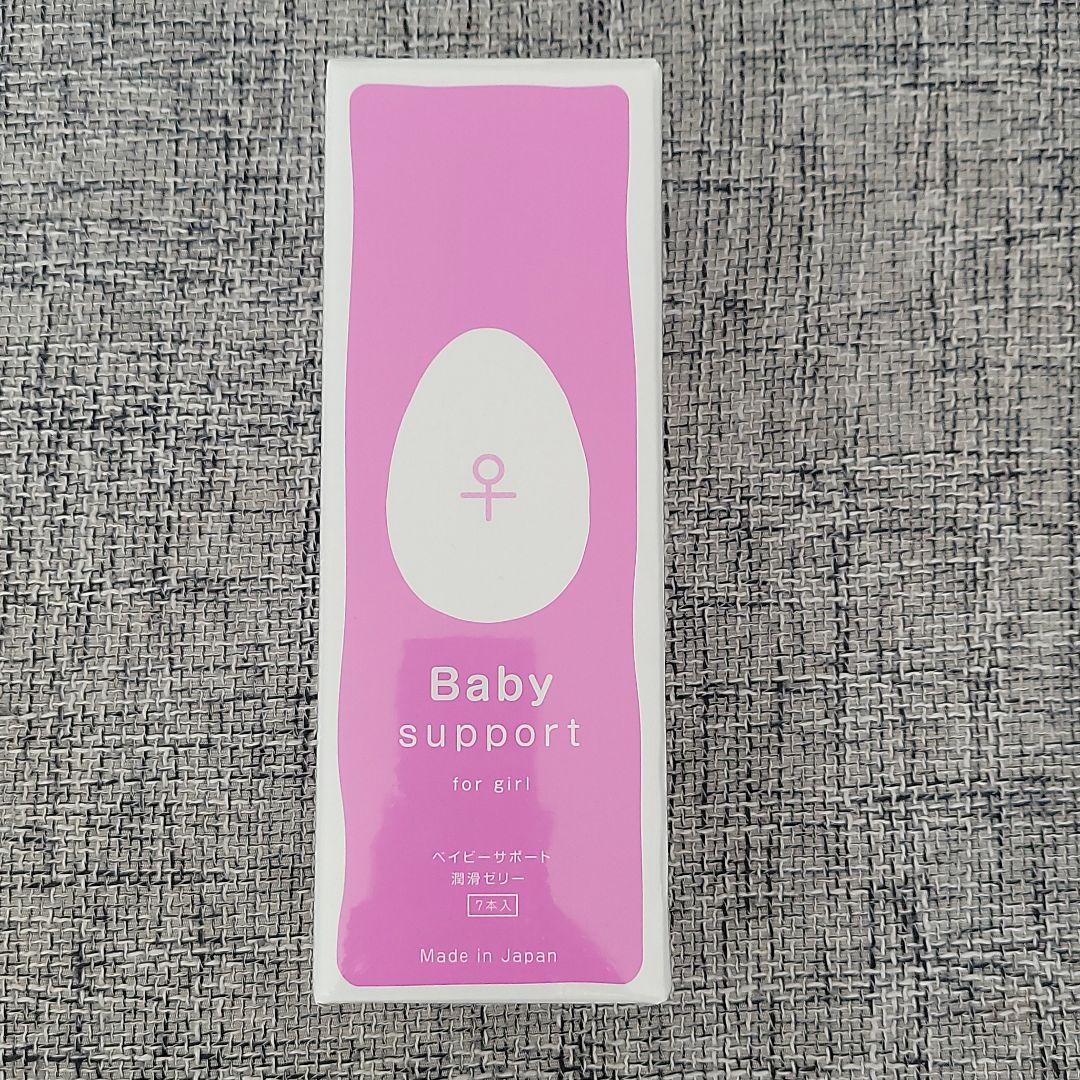 Baby
support
for girl
ベイビーサポート
潤滑ゼリー
7本入
Made in Japan